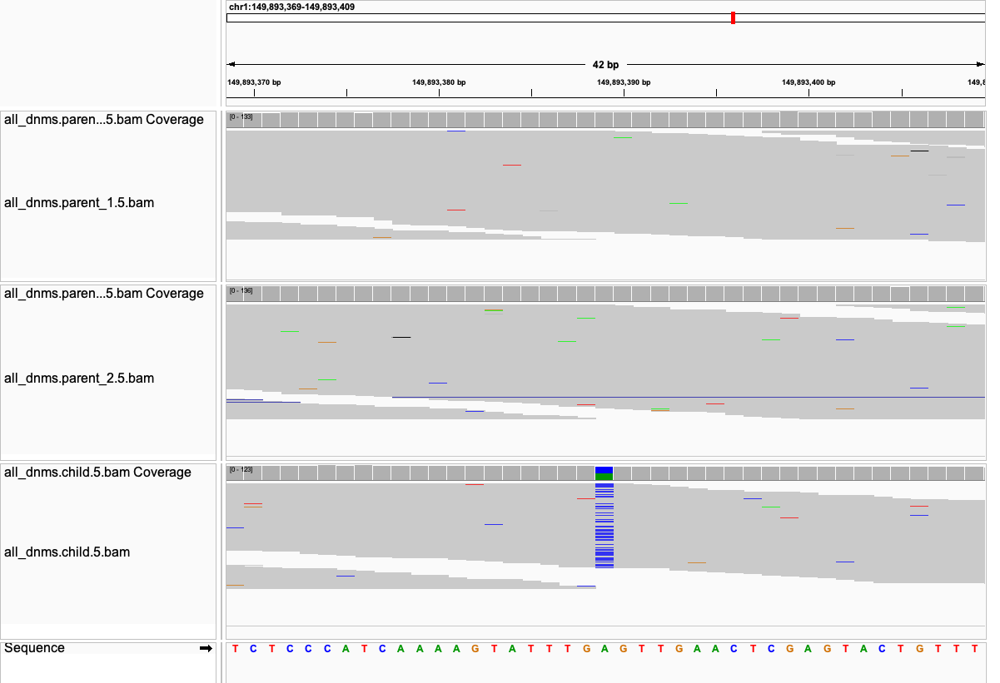 chr1:149,893,369-149,893,409
42 bp
149,893,370 bp 149,893,380 bp 149,893,390 bp 149,893,400 bp 149,8
all_dnms.paren...5.bam Coverage
[0 - 133]
all_dnms.parent_1.5.bam
all_dnms.paren...5.bam Coverage
[0 - 136]
all_dnms.parent_2.5.bam
all_dnms.child.5.bam Coverage
[0 - 123]
all_dnms.child.5.bam
Sequence
T C T C C C A T C A A A A G T A T T T G A G T T G A A C T C G A G T A C T G T T T